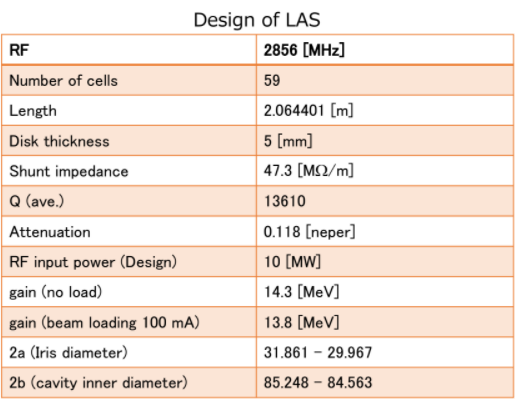 Design of LAS
RF 2856 [MHz]
Number of cells 59
Length 2.064401 [m]
Disk thickness 5 [mm]
Shunt impedance 47.3 [MΩ/m]
Q (ave.) 13610
Attenuation 0.118 [neper]
RF input power (Design) 10 [MW]
gain (no load) 14.3 [MeV]
gain (beam loading 100 mA) 13.8 [MeV]
2a (Iris diameter) 31.861 – 29.967
2b (cavity inner diameter) 85.248 – 84.563